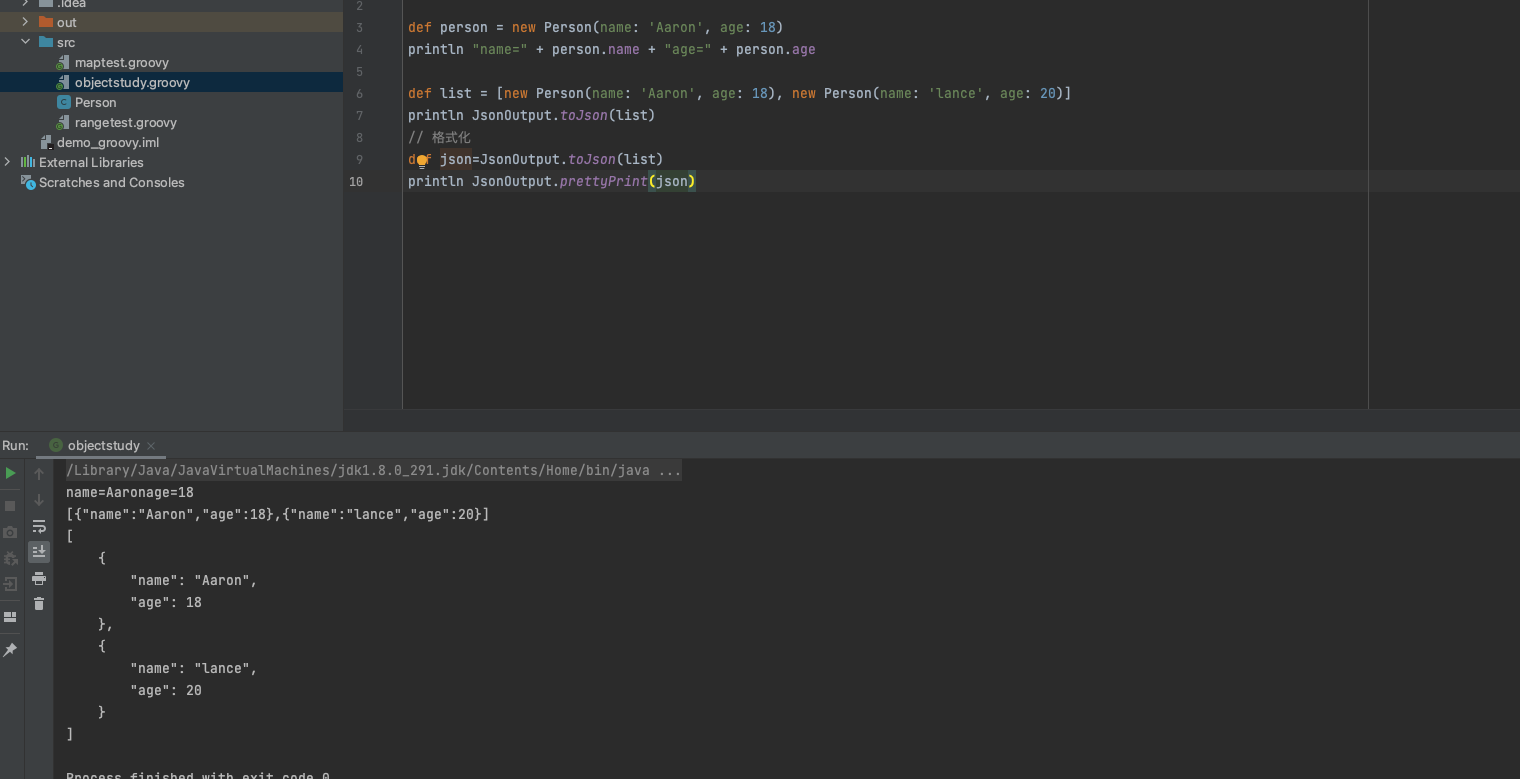 .idea
out
src
maptest.groovy
objectstudy.groovy
Person
rangetest.groovy
demo_groovy.iml
External Libraries
Scratches and Consoles
2
3 def person = new Person(name: 'Aaron', age: 18)
4 println "name=" + person.name + "age=" + person.age
5
6 def list = [new Person(name: 'Aaron', age: 18), new Person(name: 'lance', age: 20)]
7 println JsonOutput.toJson(list)
8 // 格式化
9 def json=JsonOutput.toJson(list)
10 println JsonOutput.prettyPrint(json)
Run: objectstudy
/Library/Java/JavaVirtualMachines/jdk1.8.0_291.jdk/Contents/Home/bin/java ...
name=Aaronage=18
[{"name":"Aaron","age":18},{"name":"lance","age":20}]
[
    {
        "name": "Aaron",
        "age": 18
    },
    {
        "name": "lance",
        "age": 20
    }
]
Process finished with exit code 0